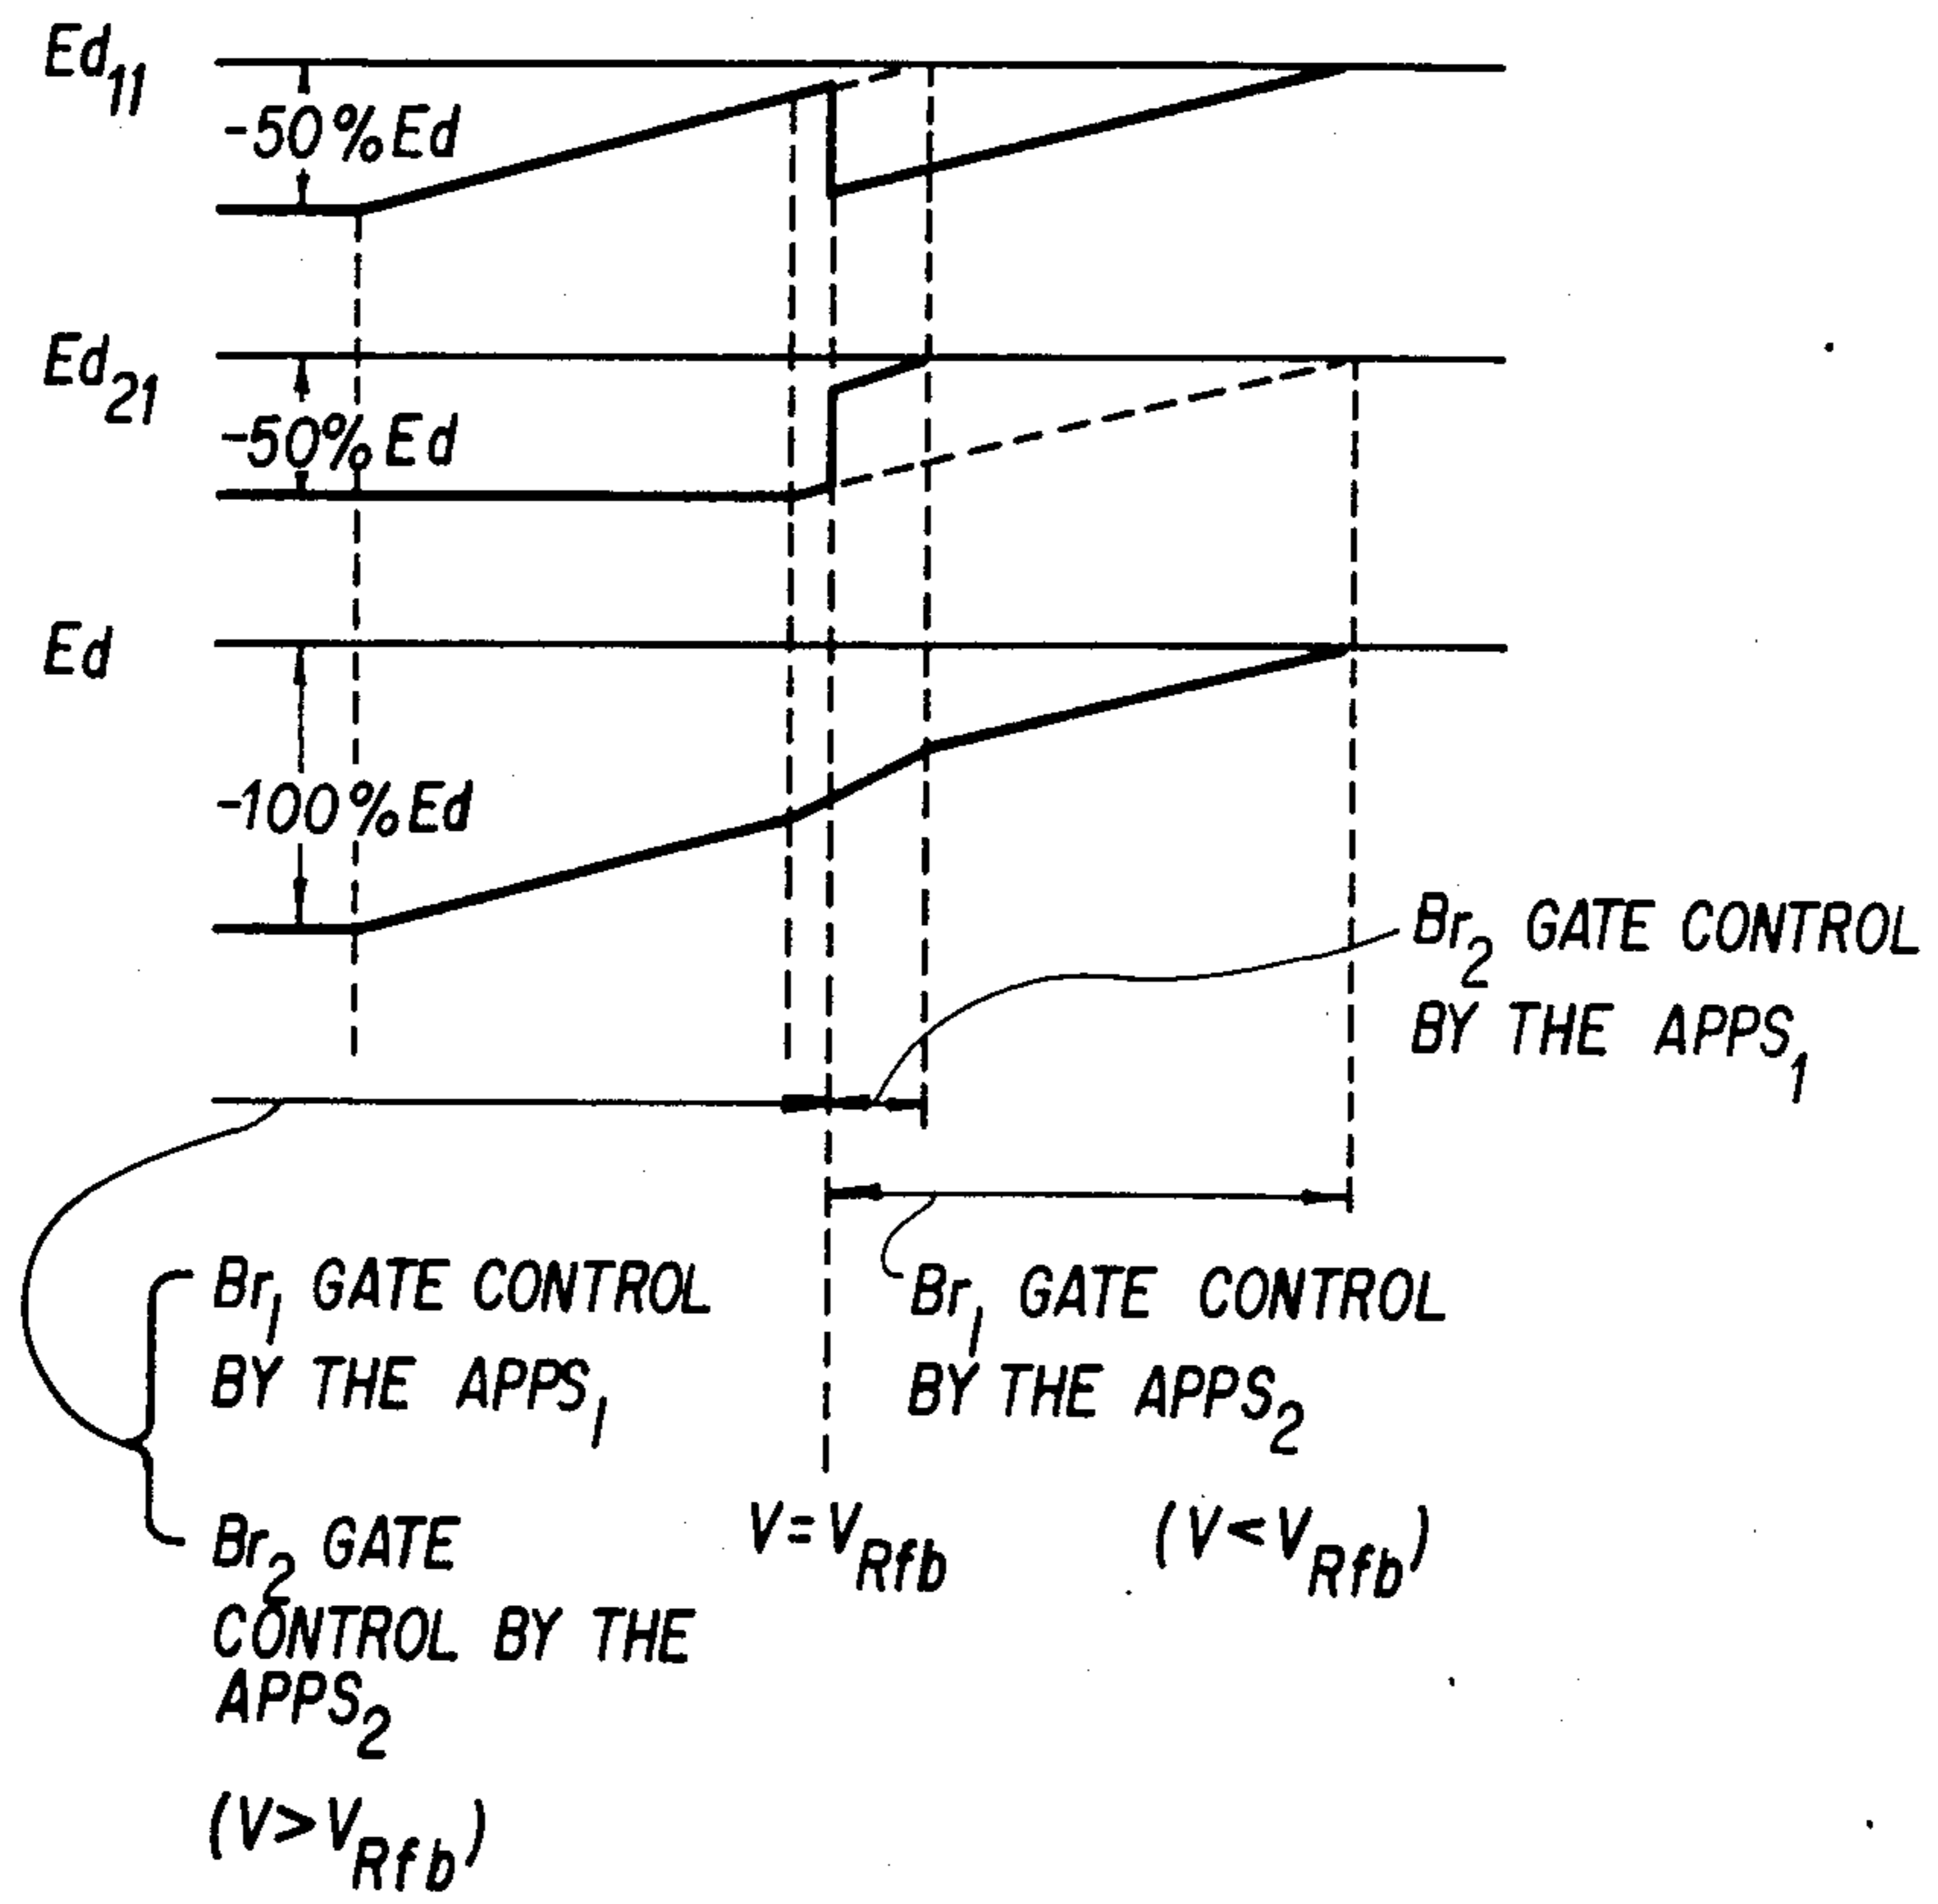 Ed11
-50%Ed
Ed21
-50%Ed
Ed
-100%Ed
Br2 GATE CONTROL
BY THE APPS1
Br1 GATE CONTROL
BY THE APPS1
Br2 GATE
CONTROL BY THE
APPS2
(V>VRfb)
Br1 GATE CONTROL
BY THE APPS2
V=VRfb
(V<VRfb)